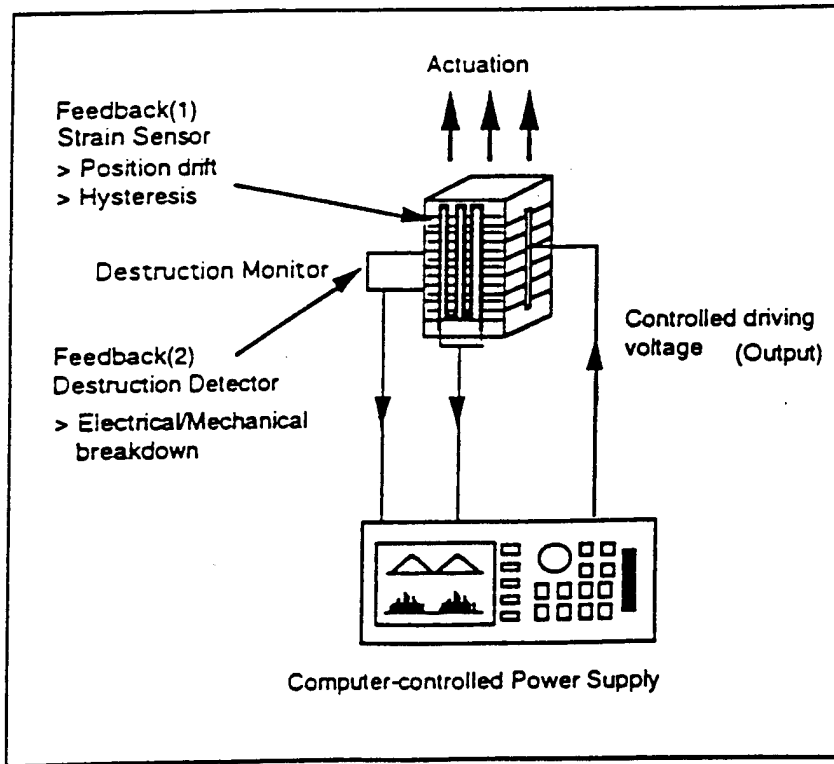 Actuation
Feedback(1)
Strain Sensor
> Position drift
> Hysteresis
Destruction Monitor
Feedback(2)
Destruction Detector
> Electrical/Mechanical
breakdown
Controlled driving
voltage (Output)
Computer-controlled Power Supply